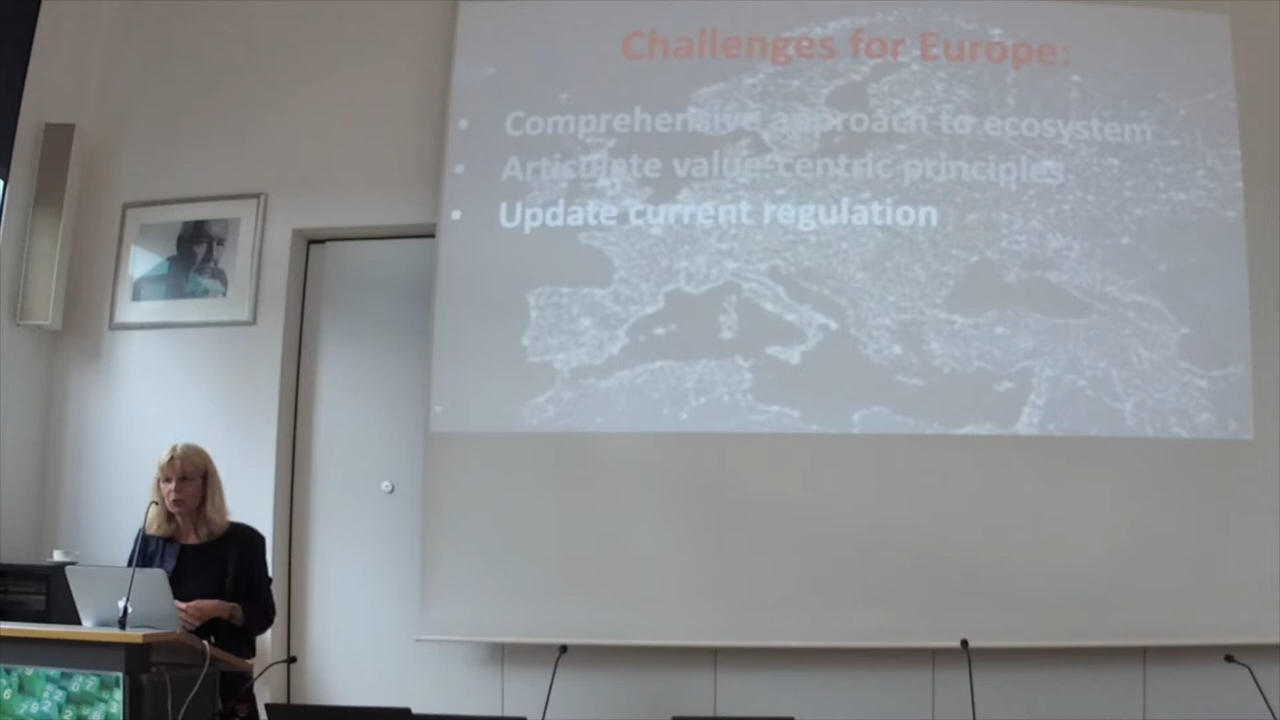 Challenges for Europe:
• Comprehensive approach to ecosystem
• Articulate value-centric principles
• Update current regulation